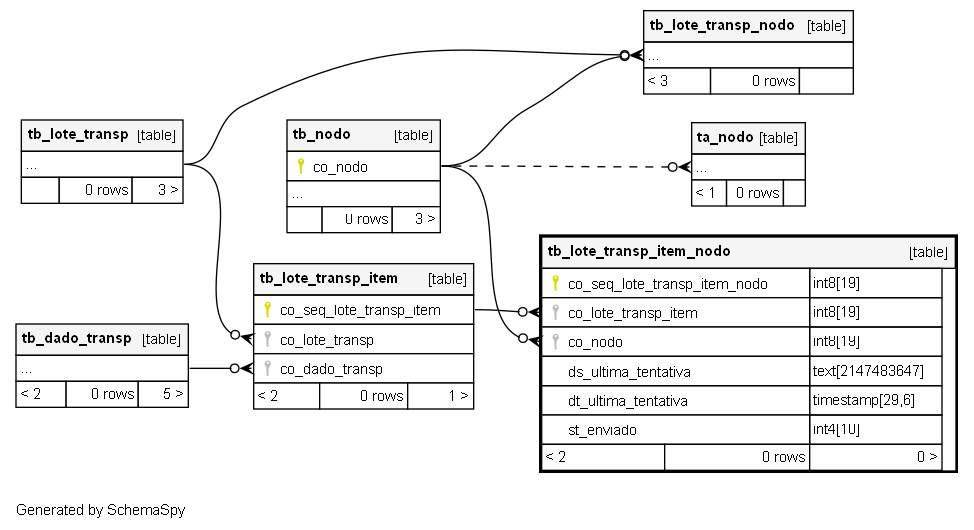 tb_lote_transp_nodo [table]
...
< 3 0 rows
tb_lote_transp [table]
...
0 rows 3 >
tb_nodo [table]
co_nodo
...
0 rows 3 >
ta_nodo [table]
...
< 1 0 rows
tb_lote_transp_item_nodo [table]
co_seq_lote_transp_item_nodo int8[19]
co_lote_transp_item int8[19]
co_nodo int8[19]
ds_ultima_tentativa text[2147483647]
dt_ultima_tentativa timestamp[29,6]
st_enviado int4[10]
< 2 0 rows 0 >
tb_lote_transp_item [table]
co_seq_lote_transp_item
co_lote_transp
co_dado_transp
< 2 0 rows 1 >
tb_dado_transp [table]
...
< 2 0 rows 5 >
Generated by SchemaSpy